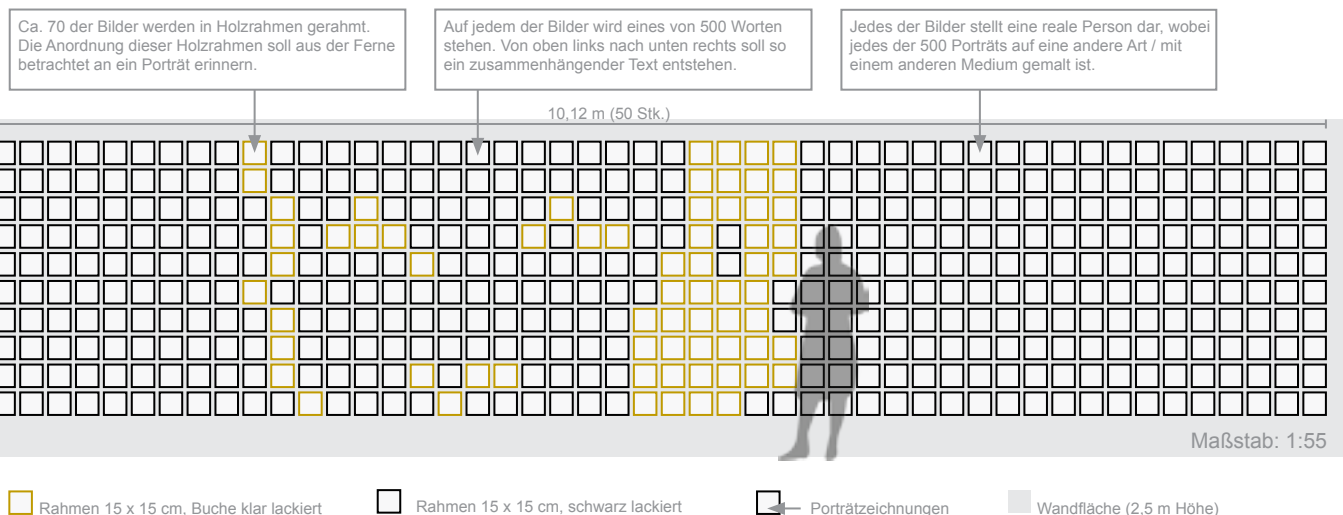 Ca. 70 der Bilder werden in Holzrahmen gerahmt.
Die Anordnung dieser Holzrahmen soll aus der Ferne
betrachtet an ein Porträt erinnern.
Auf jedem der Bilder wird eines von 500 Worten
stehen. Von oben links nach unten rechts soll so
ein zusammenhängender Text entstehen.
Jedes der Bilder stellt eine reale Person dar, wobei
jedes der 500 Porträts auf eine andere Art / mit
einem anderen Medium gemalt ist.
10,12 m (50 Stk.)
Maßstab: 1:55
Rahmen 15 x 15 cm, Buche klar lackiert
Rahmen 15 x 15 cm, schwarz lackiert
Porträtzeichnungen
Wandfläche (2,5 m Höhe)